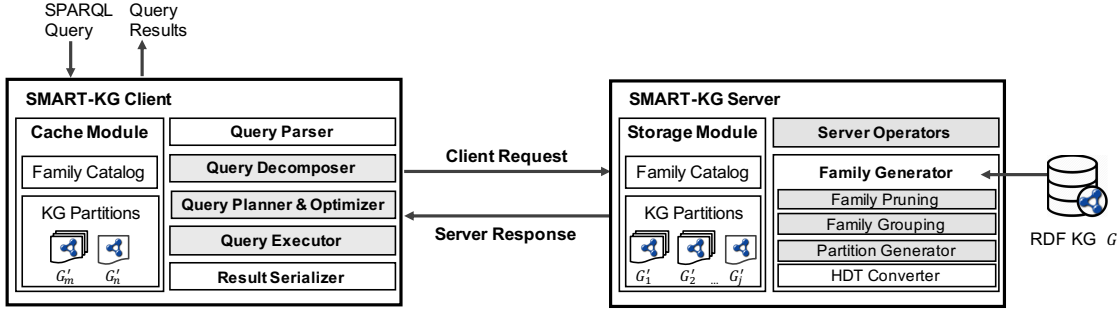 SPARQL Query
Query Results
SMART-KG Client
Cache Module
Family Catalog
KG Partitions
G'm G'n
Query Parser
Query Decomposer
Query Planner & Optimizer
Query Executor
Result Serializer
Client Request
Server Response
SMART-KG Server
Storage Module
Family Catalog
KG Partitions
G'1 G'2 ... G'j
Server Operators
Family Generator
Family Pruning
Family Grouping
Partition Generator
HDT Converter
RDF KG G